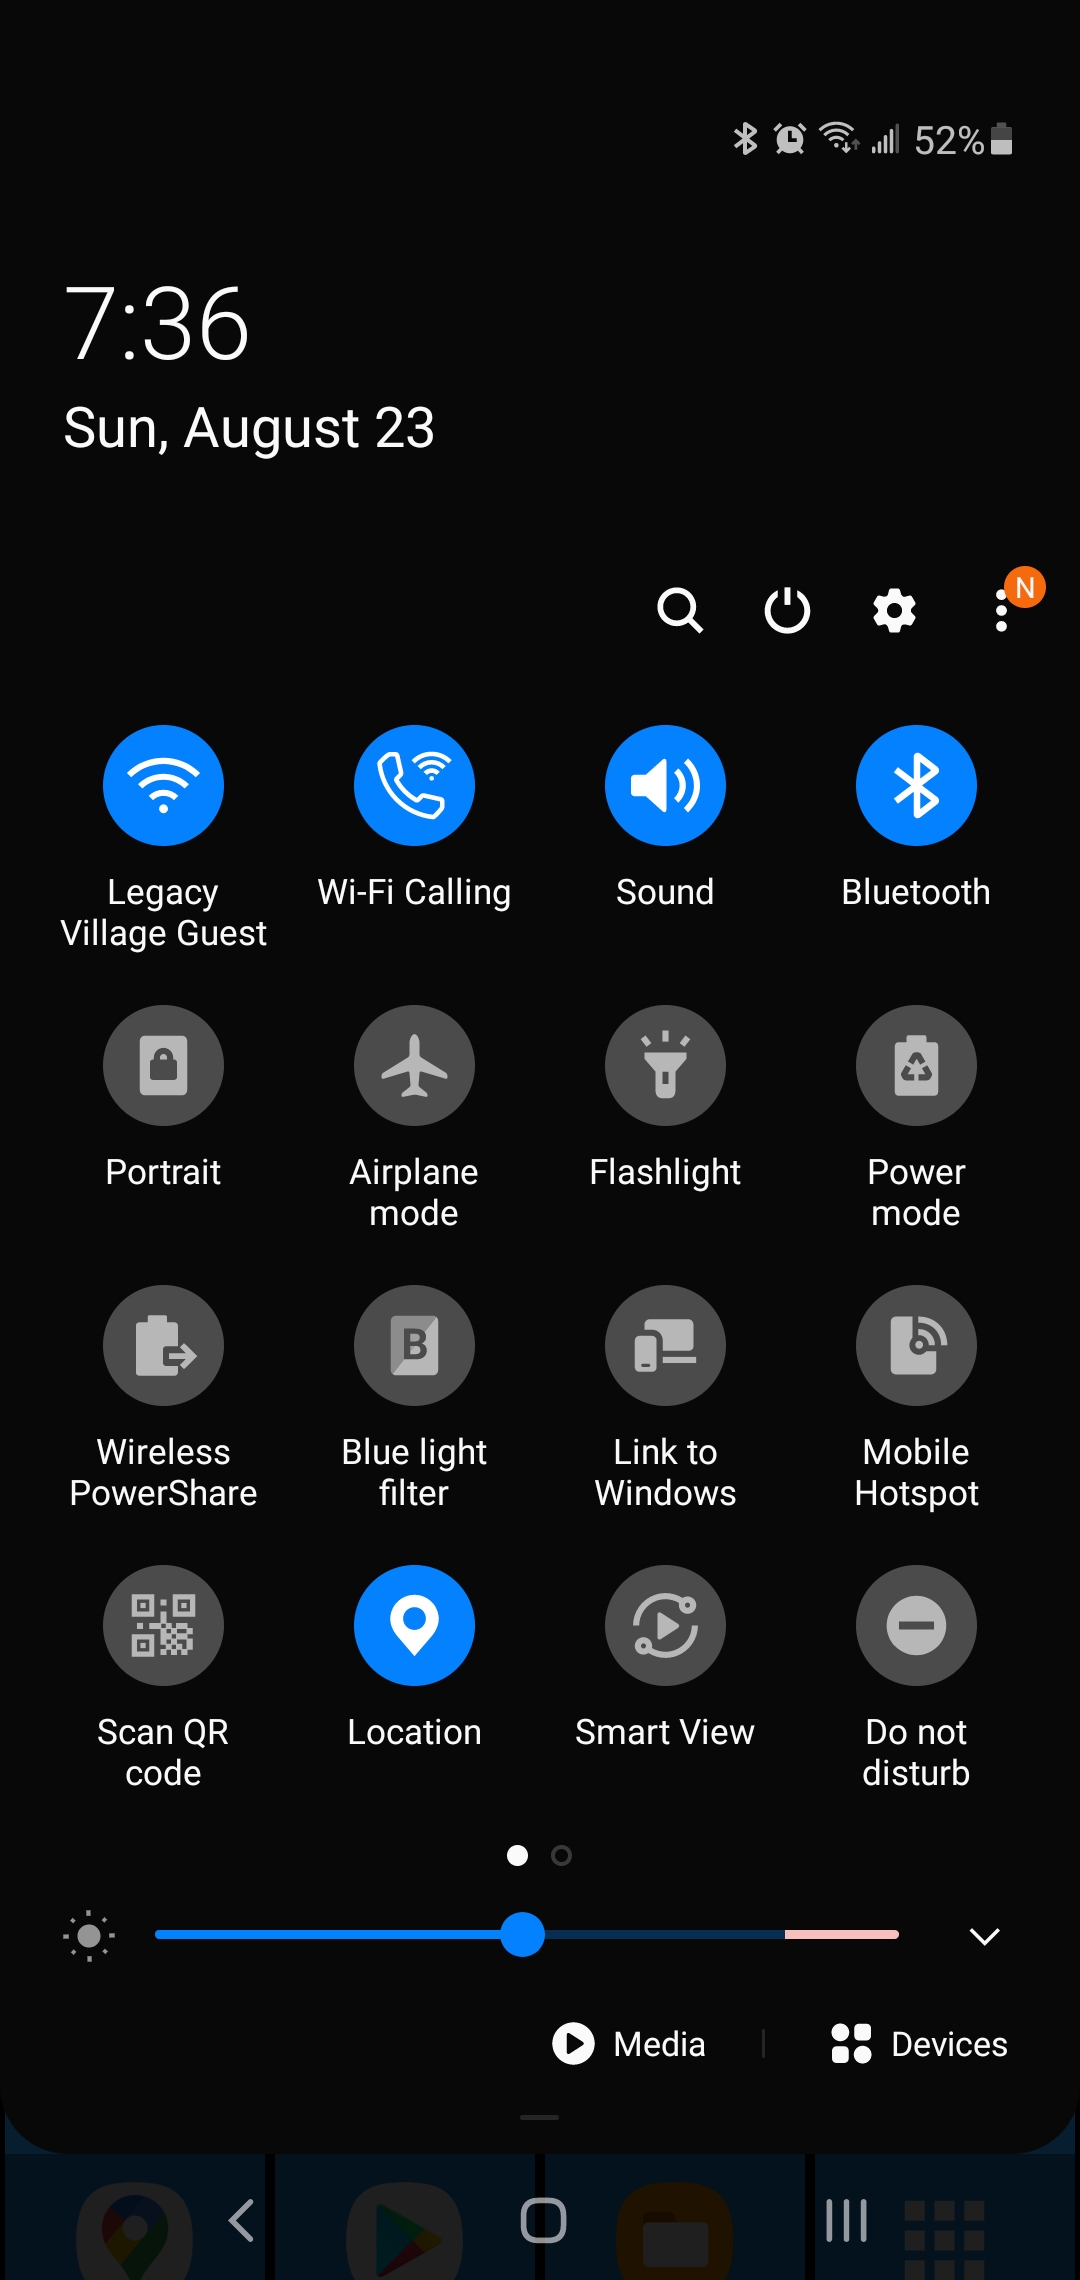 52%
7:36
Sun, August 23
N
Legacy
Village Guest
Wi-Fi Calling
Sound
Bluetooth
Portrait
Airplane
mode
Flashlight
Power
mode
Wireless
PowerShare
B
Blue light
filter
Link to
Windows
Mobile
Hotspot
Scan QR
code
Location
Smart View
Do not
disturb
Media
Devices